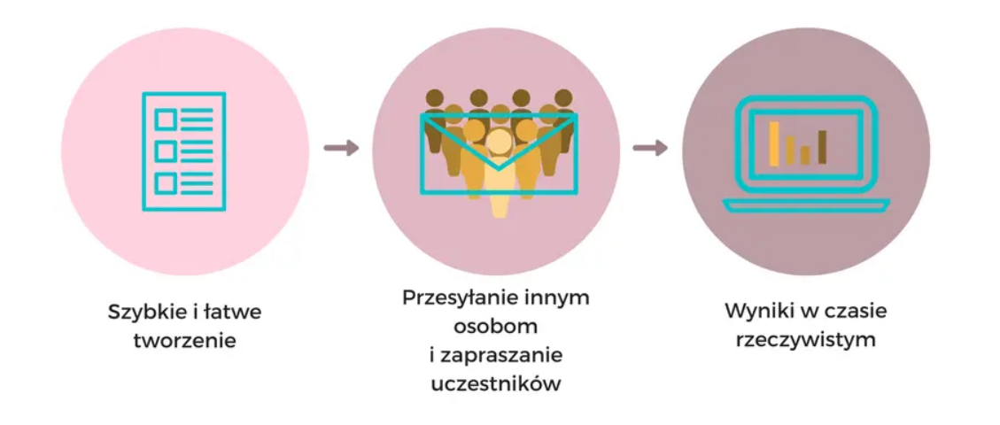 Szybkie i łatwe
tworzenie
Przesyłanie innym
osobom
i zapraszanie
uczestników
Wyniki w czasie
rzeczywistym